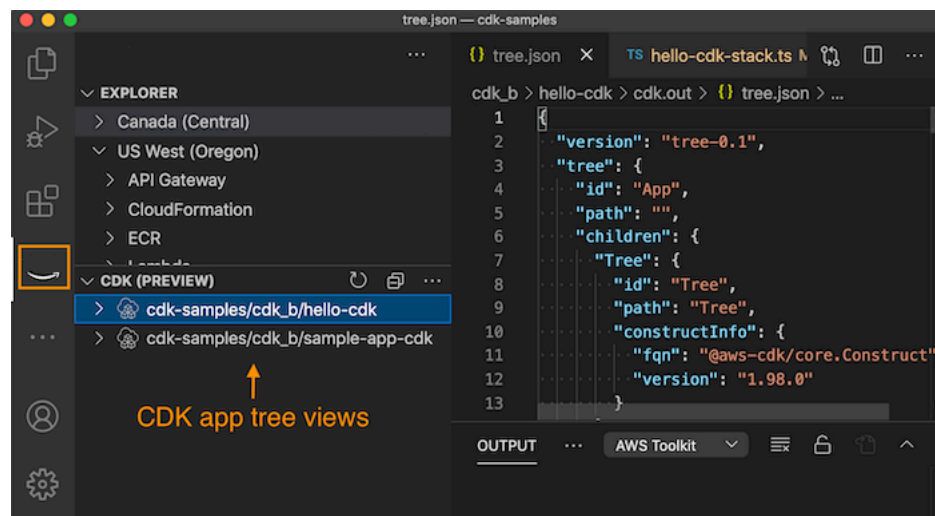 tree.json — cdk-samples
EXPLORER
Canada (Central)
US West (Oregon)
API Gateway
CloudFormation
ECR
Lambda
CDK (PREVIEW)
cdk-samples/cdk_b/hello-cdk
cdk-samples/cdk_b/sample-app-cdk
CDK app tree views
{} tree.json TS hello-cdk-stack.ts M
cdk_b > hello-cdk > cdk.out > {} tree.json > ...
1 {
2 "version": "tree-0.1",
3 "tree": {
4 "id": "App",
5 "path": "",
6 "children": {
7 "Tree": {
8 "id": "Tree",
9 "path": "Tree",
10 "constructInfo": {
11 "fqn": "@aws-cdk/core.Construct"
12 "version": "1.98.0"
13 }
OUTPUT ... AWS Toolkit